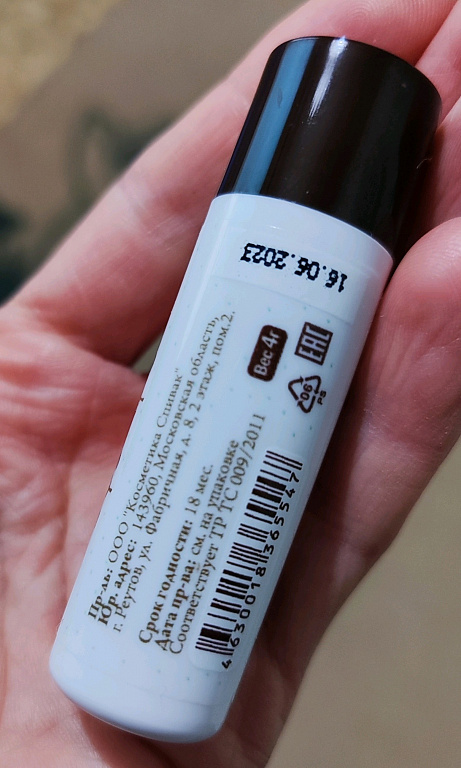 16.06.2023
Пр-ль: ООО "Косметика Спивак"
Юр. адрес: 143960, Московская область,
г. Реутов, ул. Фабричная, д. 8, 2 этаж, пом.2.
Срок годности: 18 мес.
Дата пр-ва: см. на упаковке
Соответствует ТР ТС 009/2011
Вес 4г
EAC
06
PS
4630018365547